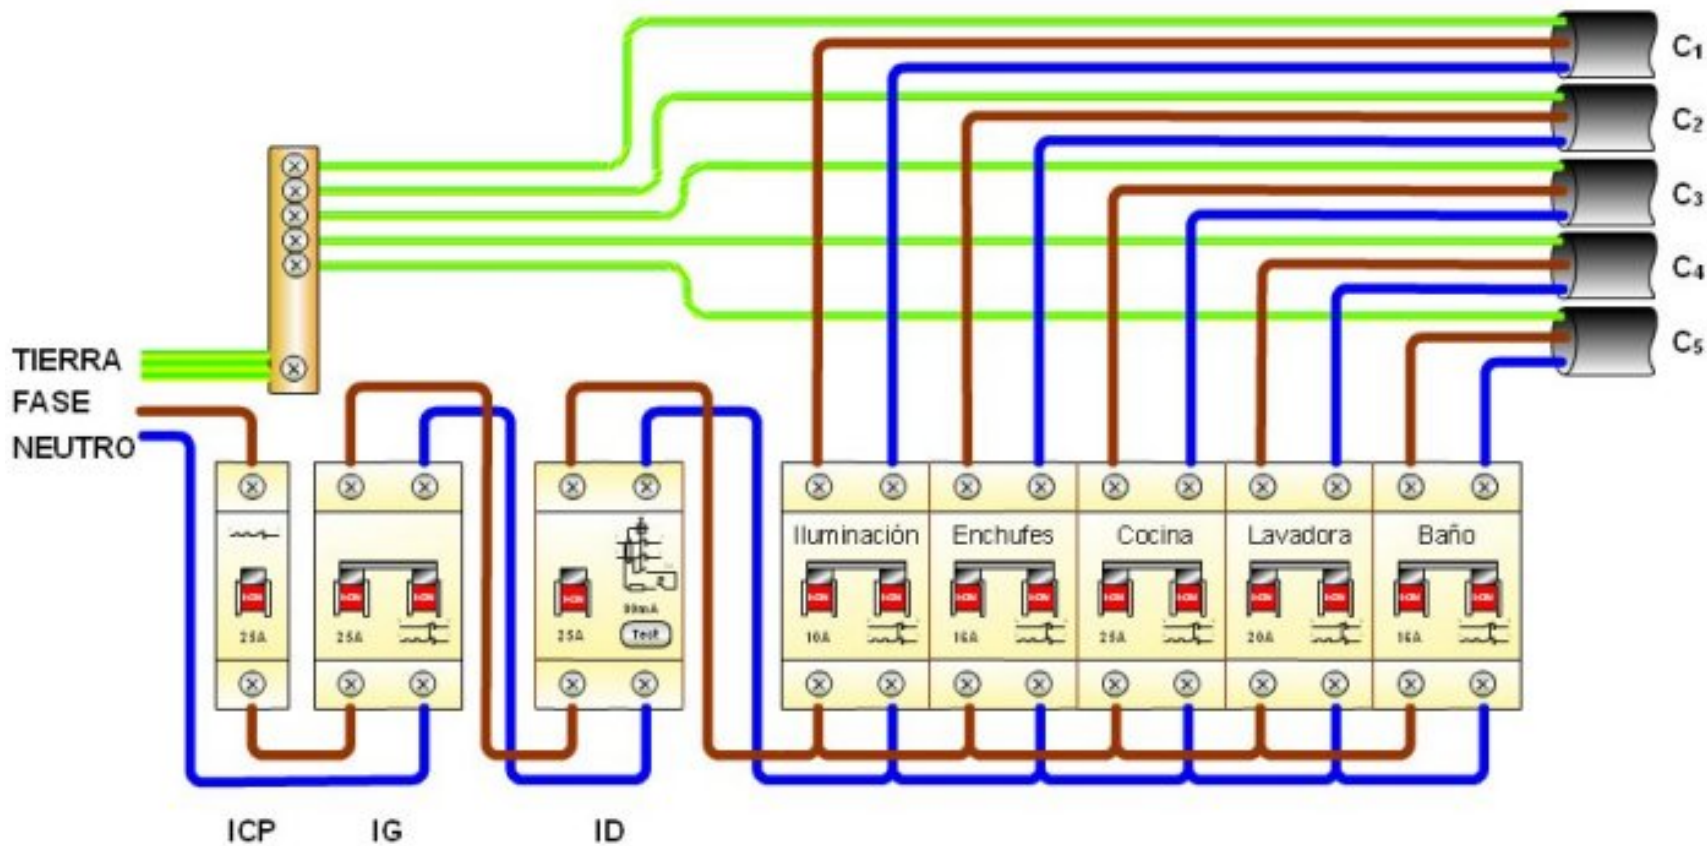 C1
C2
C3
C4
C5
TIERRA
FASE
NEUTRO
Iluminación
Enchufes
Cocina
Lavadora
Baño
25A
25A
25A
Test
10A
16A
25A
20A
16A
ICP
IG
ID